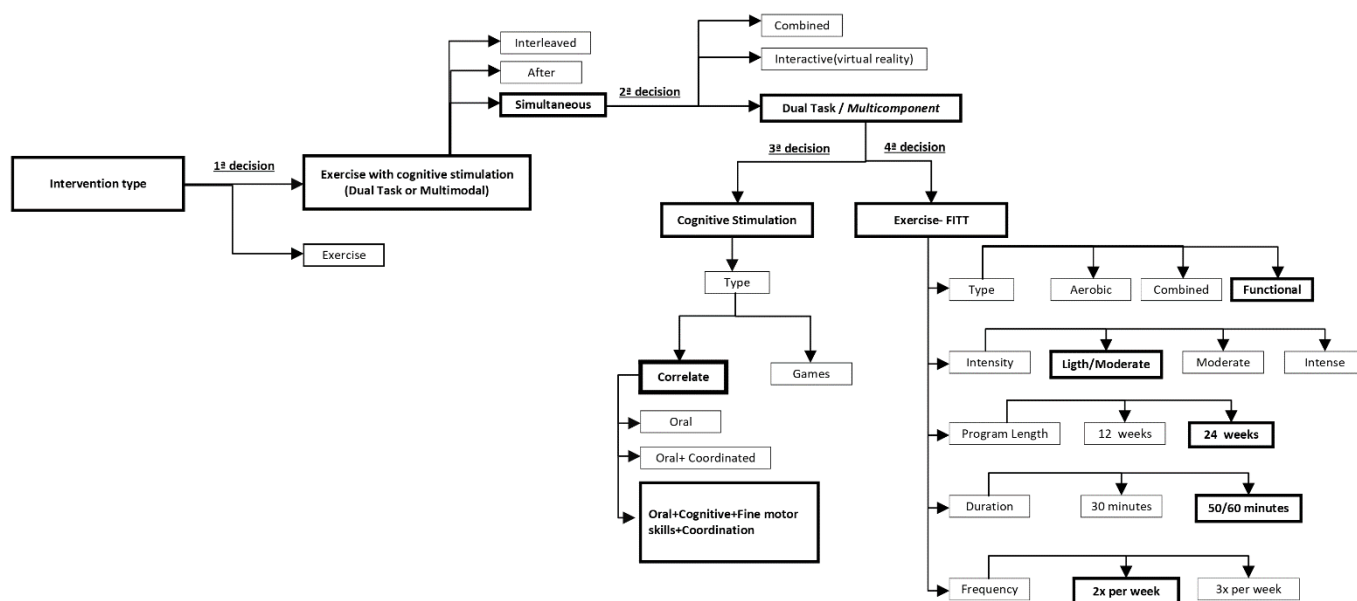 Interleaved
After
Simultaneous
2ª decision
Combined
Interactive(virtual reality)
Dual Task / Multicomponent
Intervention type
1ª decision
Exercise with cognitive stimulation
(Dual Task or Multimodal)
Exercise
3ª decision
4ª decision
Cognitive Stimulation
Type
Correlate
Games
Oral
Oral+ Coordinated
Oral+Cognitive+Fine motor
skills+Coordination
Exercise- FITT
Type
Aerobic
Combined
Functional
Intensity
Ligth/Moderate
Moderate
Intense
Program Length
12 weeks
24 weeks
Duration
30 minutes
50/60 minutes
Frequency
2x per week
3x per week